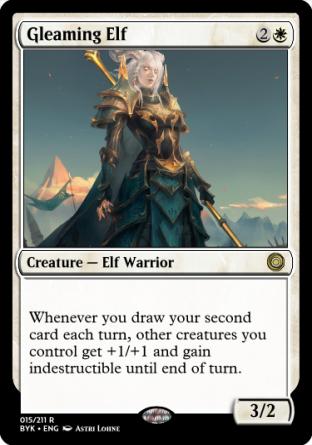 Gleaming Elf 2
Creature — Elf Warrior
Whenever you draw your second
card each turn, other creatures you
control get +1/+1 and gain
indestructible until end of turn.
3/2
015/211 R
BYK • ENG Astri Lohne